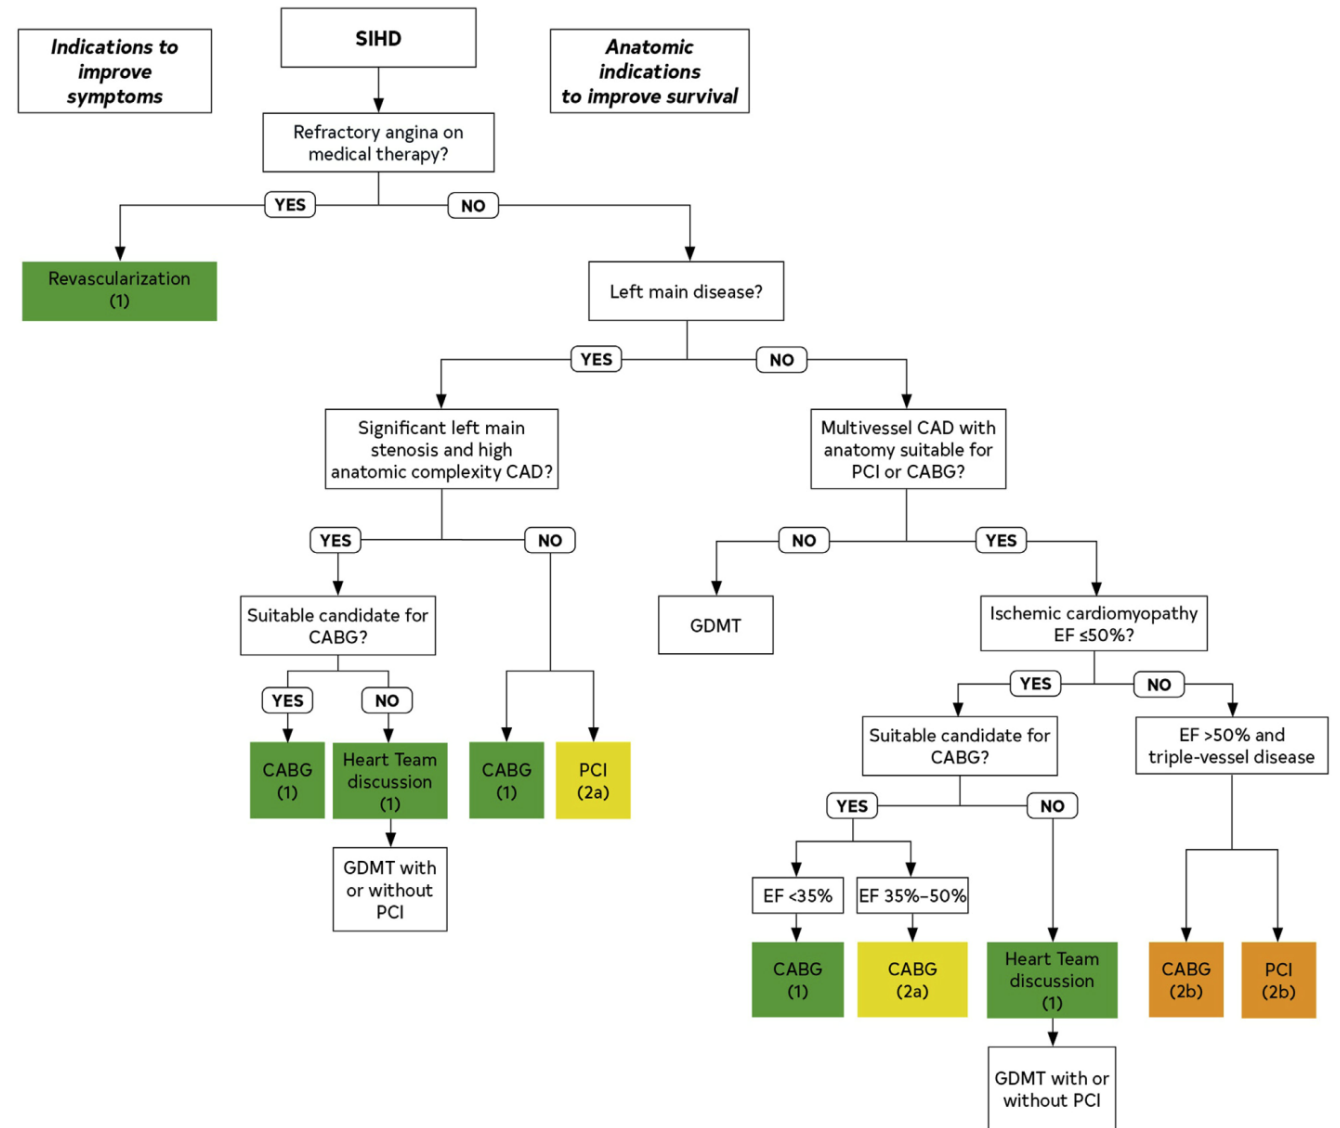 Indications to
improve
symptoms
SIHD
Anatomic
indications
to improve survival
Refractory angina on
medical therapy?
YES
NO
Revascularization
(1)
Left main disease?
YES
NO
Significant left main
stenosis and high
anatomic complexity CAD?
Multivessel CAD with
anatomy suitable for
PCI or CABG?
YES
NO
NO
YES
Suitable candidate for
CABG?
GDMT
Ischemic cardiomyopathy
EF ≤50%?
YES
NO
YES
NO
CABG
(1)
Heart Team
discussion
(1)
CABG
(1)
PCI
(2a)
Suitable candidate for
CABG?
EF >50% and
triple-vessel disease
GDMT with
or without
PCI
YES
NO
EF <35%
EF 35%–50%
CABG
(1)
CABG
(2a)
Heart Team
discussion
(1)
CABG
(2b)
PCI
(2b)
GDMT with or
without PCI